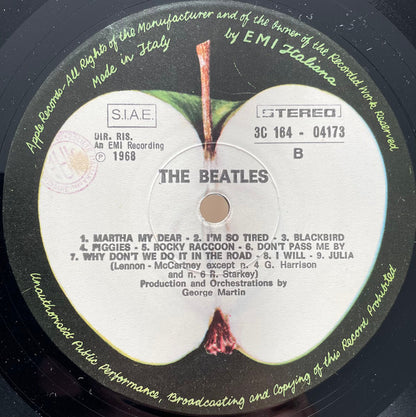 Apple Records-All Rights of the Manufacturer and of the owner of the Recorded Work Reserved
Made in Italy
by EMI Italiana
S.I.A.E.
STEREO
DIR. RIS.
An EMI Recording
Ⓟ 1968
3C 164 - 04173
B
THE BEATLES
1. MARTHA MY DEAR - 2. I'M SO TIRED - 3. BLACKBIRD
4. PIGGIES - 5. ROCKY RACCOON - 6. DON'T PASS ME BY
7. WHY DON'T WE DO IT IN THE ROAD - 8. I WILL - 9. JULIA
(Lennon - McCartney except n. 4 G. Harrison
and n. 6 R. Starkey)
Production and Orchestrations by
George Martin
Unauthorised Public Performance, Broadcasting and Copying of this Record Prohibited